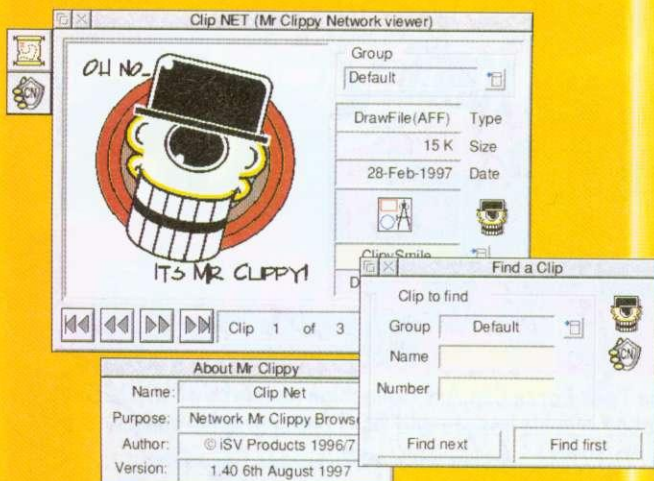 Clip NET (Mr Clippy Network viewer)
OH NO_
ITS MR CLIPPY!
Group
Default
DrawFile(AFF) Type
15 K Size
28-Feb-1997 Date
ClipySmile
D
Clip 1 of 3
CN
Find a Clip
Clip to find
Group Default
Name
Number
Find next Find first
CN
About Mr Clippy
Name: Clip Net
Purpose: Network Mr Clippy Brows
Author: © iSV Products 1996/7
Version: 1.40 6th August 1997